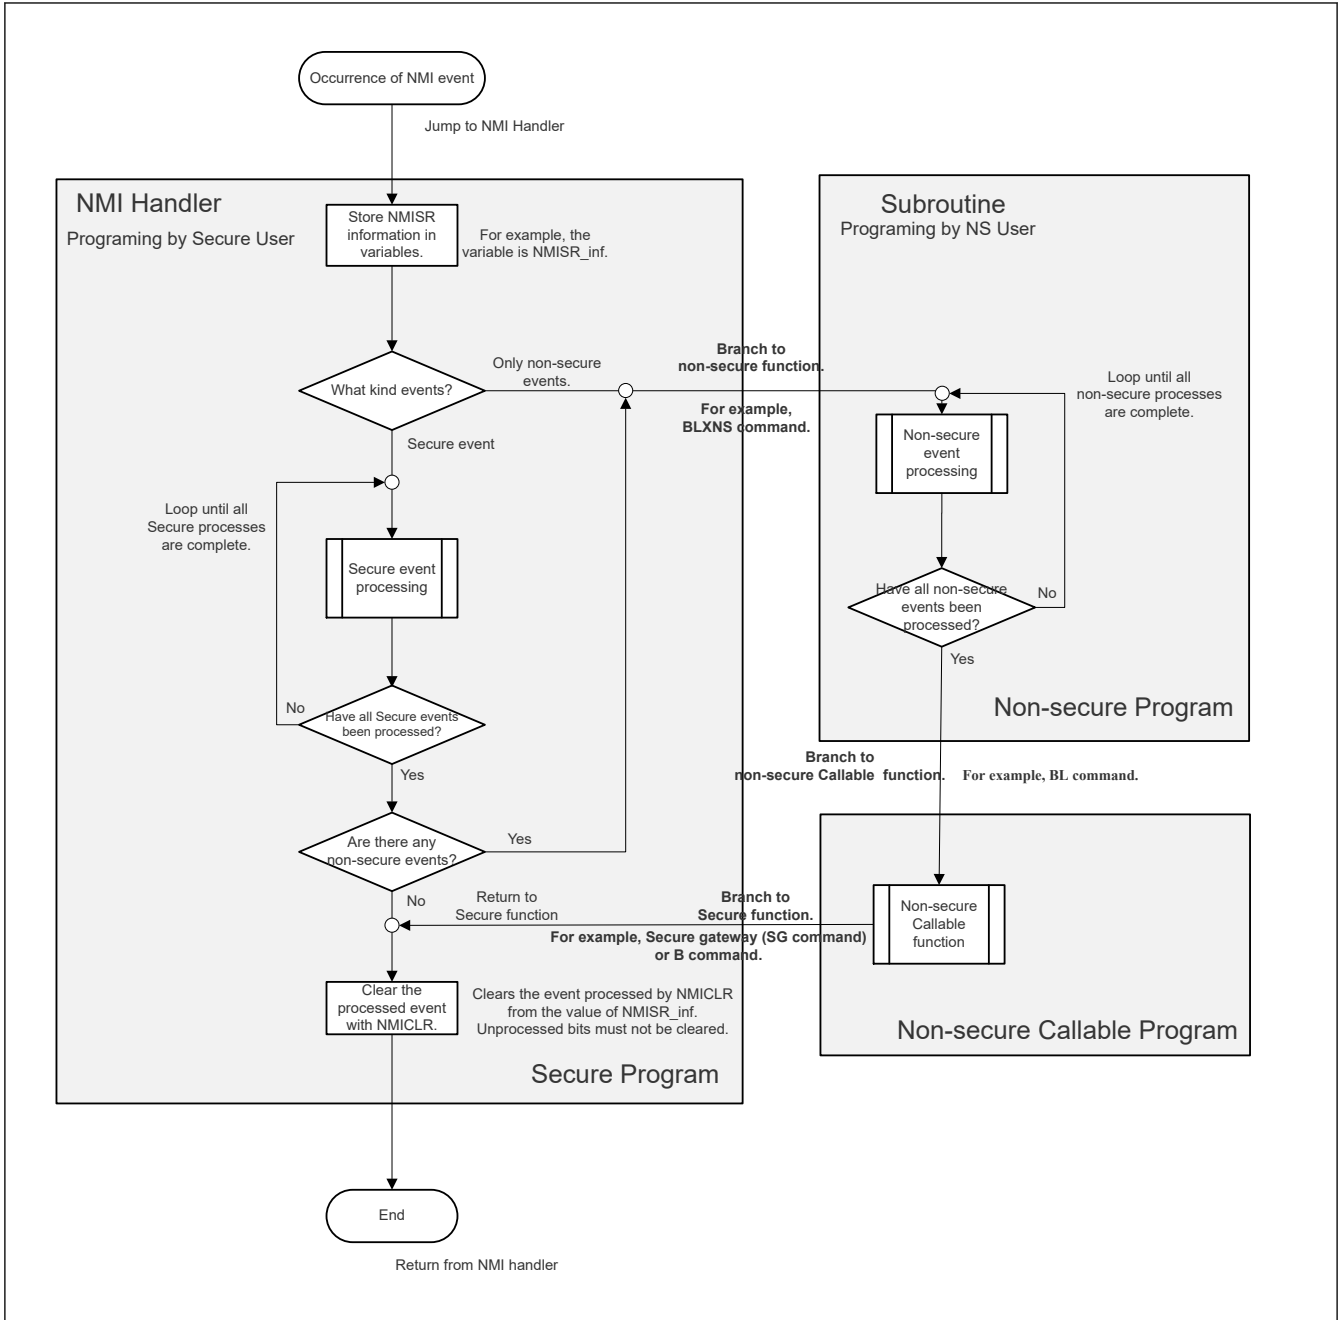 Occurrence of NMI event
Jump to NMI Handler
NMI Handler
Programing by Secure User
Store NMISR
information in
variables.
For example, the
variable is NMISR_inf.
Subroutine
Programing by NS User
What kind events?
Only non-secure
events.
Branch to
non-secure function.
For example,
BLXNS command.
Loop until all
non-secure processes
are complete.
Non-secure
event
processing
Secure event
Loop until all
Secure processes
are complete.
Secure event
processing
Have all non-secure
events been
processed?
No
Yes
No
Have all Secure events
been processed?
Yes
Non-secure Program
Branch to
non-secure Callable function.
For example, BL command.
Are there any
non-secure events?
Yes
No
Return to
Secure function
Branch to
Secure function.
For example, Secure gateway (SG command)
or B command.
Non-secure
Callable
function
Clear the
processed event
with NMICLR.
Clears the event processed by NMICLR
from the value of NMISR_inf.
Unprocessed bits must not be cleared.
Non-secure Callable Program
Secure Program
End
Return from NMI handler